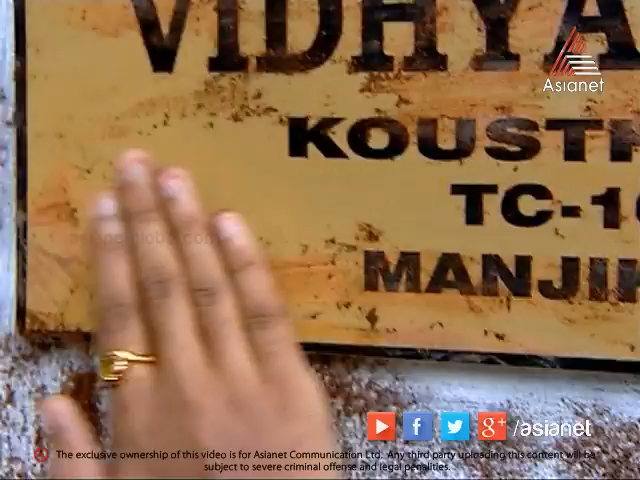 VIDHYA
Asianet
KOUSTH
TC-1
MANJIK
/asianet
The exclusive ownership of this video is for Asianet Communication Ltd. Any third party uploading this content will be
subject to severe criminal offense and legal penalities.